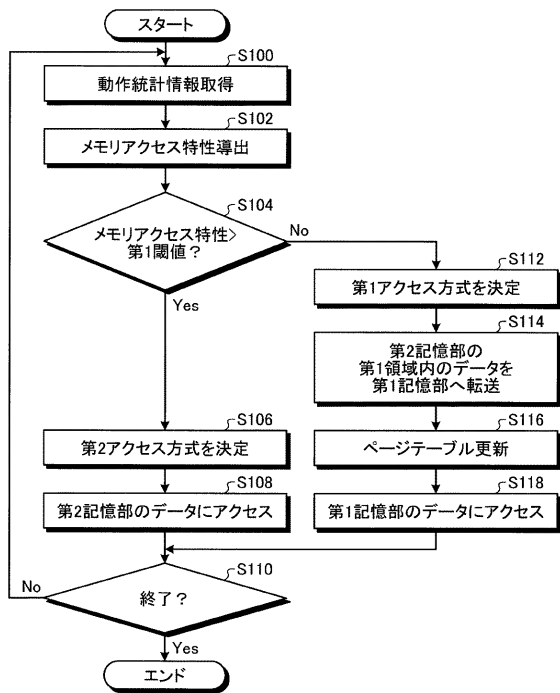 スタート
S100
動作統計情報取得
S102
メモリアクセス特性導出
S104
メモリアクセス特性>
第1閾値?
No
Yes
S112
第1アクセス方式を決定
S114
第2記憶部の
第1領域内のデータを
第1記憶部へ転送
S106
第2アクセス方式を決定
S116
ページテーブル更新
S108
第2記憶部のデータにアクセス
S118
第1記憶部のデータにアクセス
S110
No
終了?
Yes
エンド